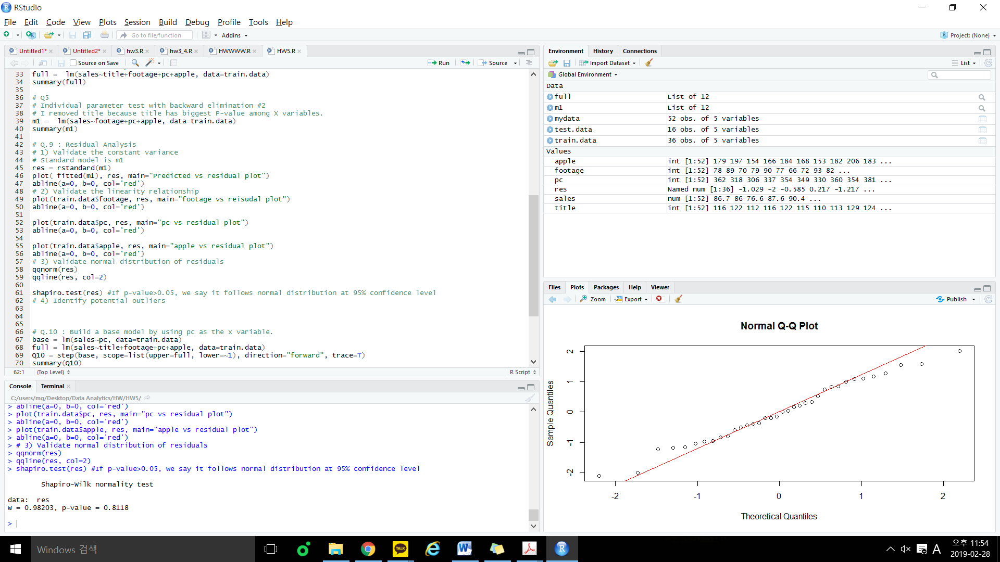 RStudio
File Edit Code View Plots Session Build Debug Profile Tools Help
Go to file/function Addins Project: (None)
Untitled1* Untitled2* hw3.R hw3_4.R HWWWW.R HW5.R
Source on Save Run Source
33 full =  lm(sales~title+footage+pc+apple, data=train.data)
34 summary(full)
35
36 # Q5
37 # Individual parameter test with backward elimination #2
38 # I removed title because title has biggest P-value among X variables.
39 m1 =  lm(sales~footage+pc+apple, data=train.data)
40 summary(m1)
41
42 # Q.9 : Residual Analysis
43 # 1) Validate the constant variance
44 # Standard model is m1
45 res = rstandard(m1)
46 plot( fitted(m1), res, main="Predicted vs residual plot")
47 abline(a=0, b=0, col='red')
48 # 2) Validate the linearity relationship
49 plot(train.data$footage, res, main="footage vs reisudal plot")
50 abline(a=0, b=0, col='red')
51
52 plot(train.data$pc, res, main="pc vs residual plot")
53 abline(a=0, b=0, col='red')
54
55 plot(train.data$apple, res, main="apple vs residual plot")
56 abline(a=0, b=0, col='red')
57 # 3) Validate normal distribution of residuals
58 qqnorm(res)
59 qqline(res, col=2)
60
61 shapiro.test(res) #If p-value>0.05, we say it follows normal distribution at 95% confidence level
62 # 4) Identify potential outliers
63
64
65
66 # Q.10 : Build a base model by using pc as the x variable.
67 base = lm(sales~pc, data=train.data)
68 full = lm(sales~title+footage+pc+apple, data=train.data)
69 Q10 = step(base, scope=list(upper=full, lower=~1), direction="forward", trace=T)
70 summary(Q10)
62:1 (Top Level) R Script
Console Terminal
C:/users/mg/Desktop/Data Analytics/HW/HW5/
> abline(a=0, b=0, col='red')
> plot(train.data$pc, res, main="pc vs residual plot")
> abline(a=0, b=0, col='red')
> plot(train.data$apple, res, main="apple vs residual plot")
> abline(a=0, b=0, col='red')
> # 3) Validate normal distribution of residuals
> qqnorm(res)
> qqline(res, col=2)
> shapiro.test(res) #If p-value>0.05, we say it follows normal distribution at 95% confidence level
Shapiro-Wilk normality test
data:  res
W = 0.98203, p-value = 0.8118
>
Environment History Connections
Import Dataset List
Global Environment
Data
full List of 12
m1 List of 12
mydata 52 obs. of 5 variables
test.data 16 obs. of 5 variables
train.data 36 obs. of 5 variables
Values
apple int [1:52] 179 197 154 166 184 168 153 182 206 183 ...
footage int [1:52] 78 89 70 79 90 77 66 72 93 82 ...
pc int [1:52] 362 318 306 337 354 349 330 360 354 381 ...
res Named num [1:36] -1.029 -2 -0.585 0.217 -1.217 ...
sales num [1:52] 86.7 86 76.6 87.6 90.4 ...
title int [1:52] 116 122 112 116 122 115 110 113 129 124 ...
Files Plots Packages Help Viewer
Zoom Export Publish
Normal Q-Q Plot
Sample Quantiles
2
1
0
-1
-2
-2 -1 0 1 2
Theoretical Quantiles
Windows 검색
TALK
A
오후 11:54
2019-02-28